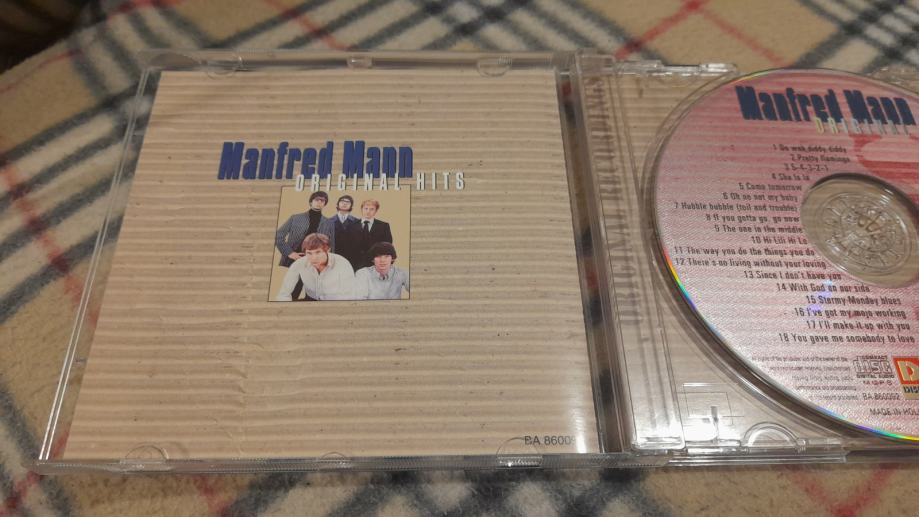 Manfred Mann
ORIGINAL HITS
BA 8600
Manfred Mann
ORIGINAL
1 Do wah diddy diddy
2 Pretty flamingo
3 5-4-3-2-1
4 Sha la la
5 Come tomorrow
6 Oh no not my baby
7 Hubble bubble (toil and trouble)
8 If you gotta go, go now
9 The one in the middle
10 Hi Lili Hi Lo
11 The way you do the things you do
12 There's no living without your loving
13 Since I don't have you
14 With God on our side
15 Stormy Monday blues
16 I've got my mojo working
17 I'll make it up with you
18 You gave me somebody to love
COMPACT
disc
DIGITAL AUDIO
BA 860092
MADE IN HOL